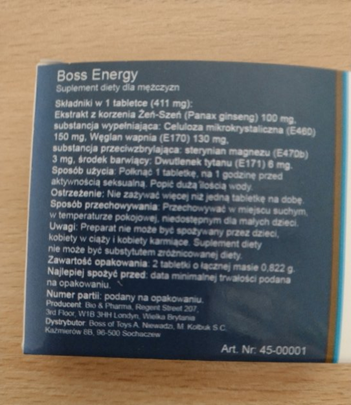 Boss Energy
Suplement diety dla mężczyzn
Składniki w 1 tabletce (411 mg):
Ekstrakt z korzenia Żeń-Szeń (Panax ginseng) 100 mg,
substancja wypełniająca: Celuloza mikrokrystaliczna (E460)
150 mg, Węglan wapnia (E170) 130 mg,
substancja przeciwzbrylająca: sterynian magnezu (E470b)
3 mg, środek barwiący: Dwutlenek tytanu (E171) 6 mg.
Sposób użycia: Połknąć 1 tabletkę, na 1 godzinę przed
aktywnością seksualną. Popić dużą ilością wody.
Ostrzeżenie: Nie zażywać więcej niż jedną tabletkę na dobę.
Sposób przechowywania: Przechowywać w miejscu suchym,
w temperaturze pokojowej, niedostępnym dla małych dzieci.
Uwagi: Preparat nie może być spożywany przez dzieci,
kobiety w ciąży i kobiety karmiące. Suplement diety
nie może być substytutem zróżnicowanej diety.
Zawartość opakowania: 2 tabletki o łącznej masie 0,822 g.
Najlepiej spożyć przed: data minimalnej trwałości podana
na opakowaniu.
Numer partii: podany na opakowaniu.
Producent: Bio & Pharma, Regent Street 207,
3rd Floor, W1B 3HH Londyn, Wielka Brytania
Dystrybutor: Boss of Toys A. Niewadzi, M. Kolbuk S.C.
Kaźmierów 8B, 96-500 Sochaczew
Art. Nr: 45-00001